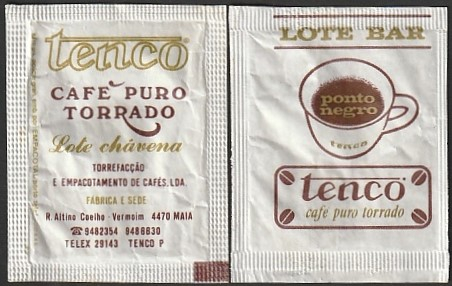 tenco
CAFÉ PURO
TORRADO
Lote chávena
TORREFACÇÃO
E EMPACOTAMENTO DE CAFÉS, LDA.
FÁBRICA E SEDE
R. Altino Coelho - Vermoim 4470 MAIA
☎ 9482354 9486830
TELEX 29143 TENCO P
LOTE BAR
ponto
negro
tenco
tenco®
café puro torrado